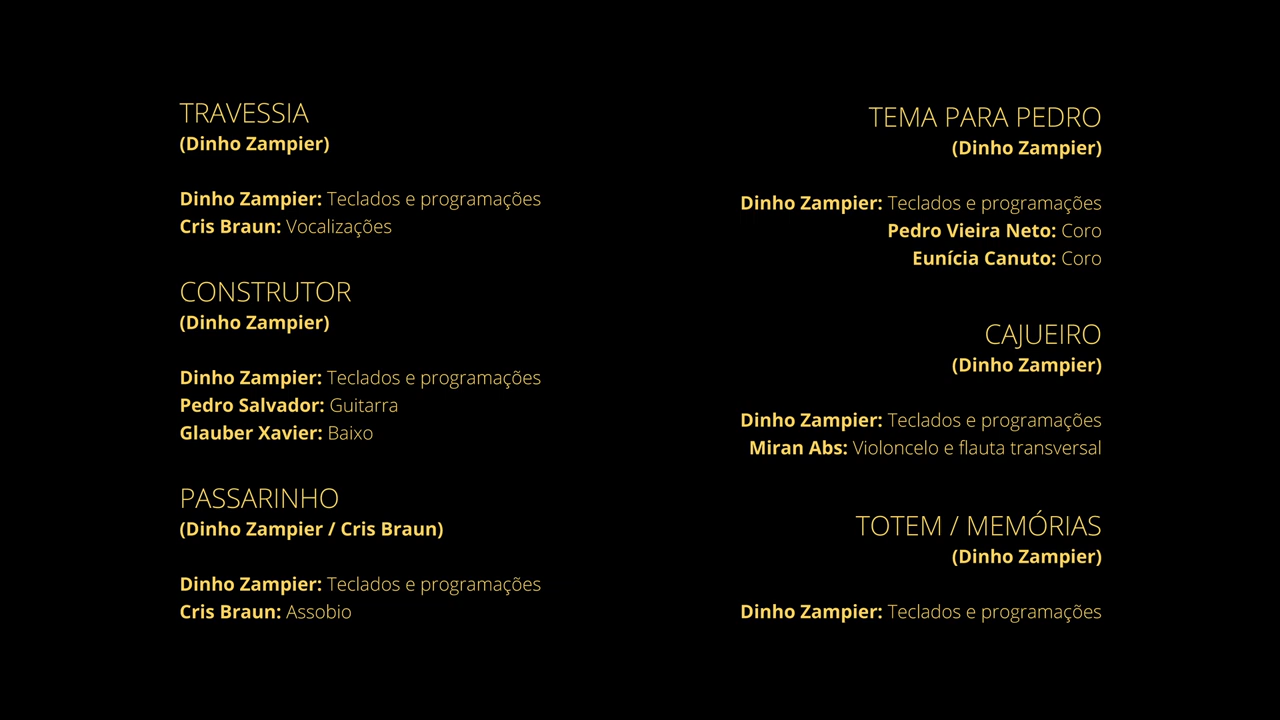 TRAVESSIA
(Dinho Zampier)
Dinho Zampier: Teclados e programações
Cris Braun: Vocalizações
CONSTRUTOR
(Dinho Zampier)
Dinho Zampier: Teclados e programações
Pedro Salvador: Guitarra
Glauber Xavier: Baixo
PASSARINHO
(Dinho Zampier / Cris Braun)
Dinho Zampier: Teclados e programações
Cris Braun: Assobio
TEMA PARA PEDRO
(Dinho Zampier)
Dinho Zampier: Teclados e programações
Pedro Vieira Neto: Coro
Eunícia Canuto: Coro
CAJUEIRO
(Dinho Zampier)
Dinho Zampier: Teclados e programações
Miran Abs: Violoncelo e flauta transversal
TOTEM / MEMÓRIAS
(Dinho Zampier)
Dinho Zampier: Teclados e programações